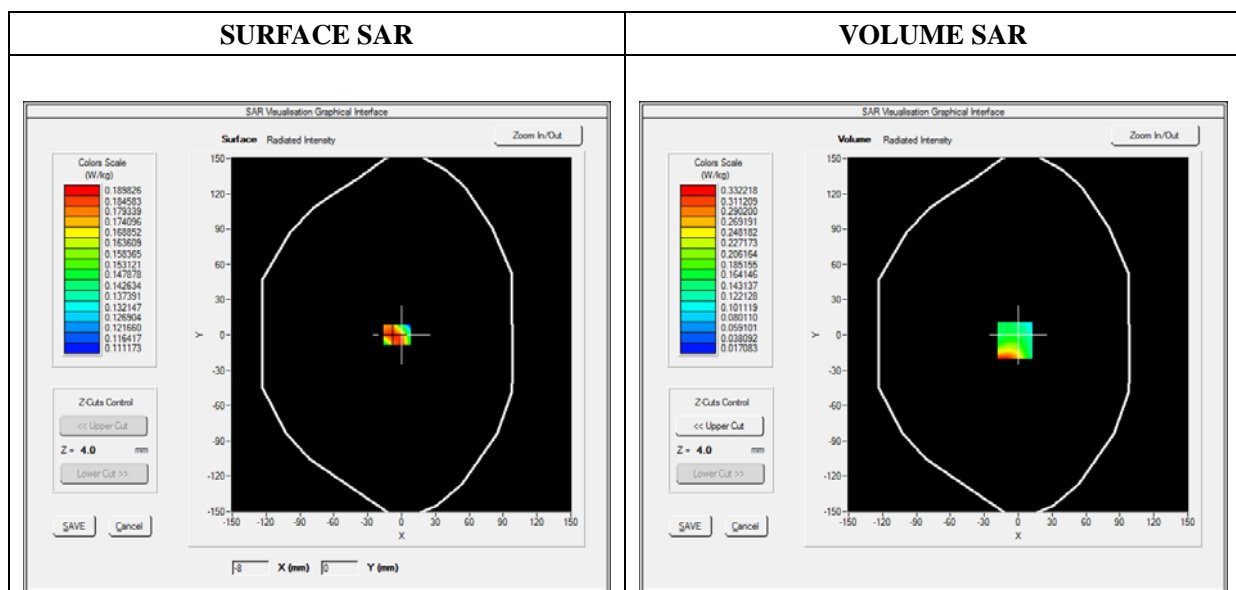 SURFACE SAR
VOLUME SAR
SAR Visualisation Graphical Interface
Surface Radiated Intensity
Zoom In/Out
Colors Scale
(W/kg)
0.189826
0.184583
0.179339
0.174096
0.168852
0.163609
0.158365
0.153121
0.147878
0.142634
0.137391
0.132147
0.126904
0.121660
0.116417
0.111173
Z-Cuts Control
<< Upper Cut
Z = 4.0 mm
Lower Cut >>
SAVE Cancel
150
120
90
60
30
0
-30
-60
-90
-120
-150
Y
-150 -120 -90 -60 -30 0 30 60 90 120 150
X
-8 X (mm) 0 Y (mm)
SAR Visualisation Graphical Interface
Volume Radiated Intensity
Zoom In/Out
Colors Scale
(W/kg)
0.332218
0.311209
0.290200
0.269191
0.248182
0.227173
0.206164
0.185155
0.164146
0.143137
0.122128
0.101119
0.080110
0.059101
0.038092
0.017083
Z-Cuts Control
<< Upper Cut
Z = 4.0 mm
Lower Cut >>
SAVE Cancel
150
120
90
60
30
0
-30
-60
-90
-120
-150
Y
-150 -120 -90 -60 -30 0 30 60 90 120 150
X